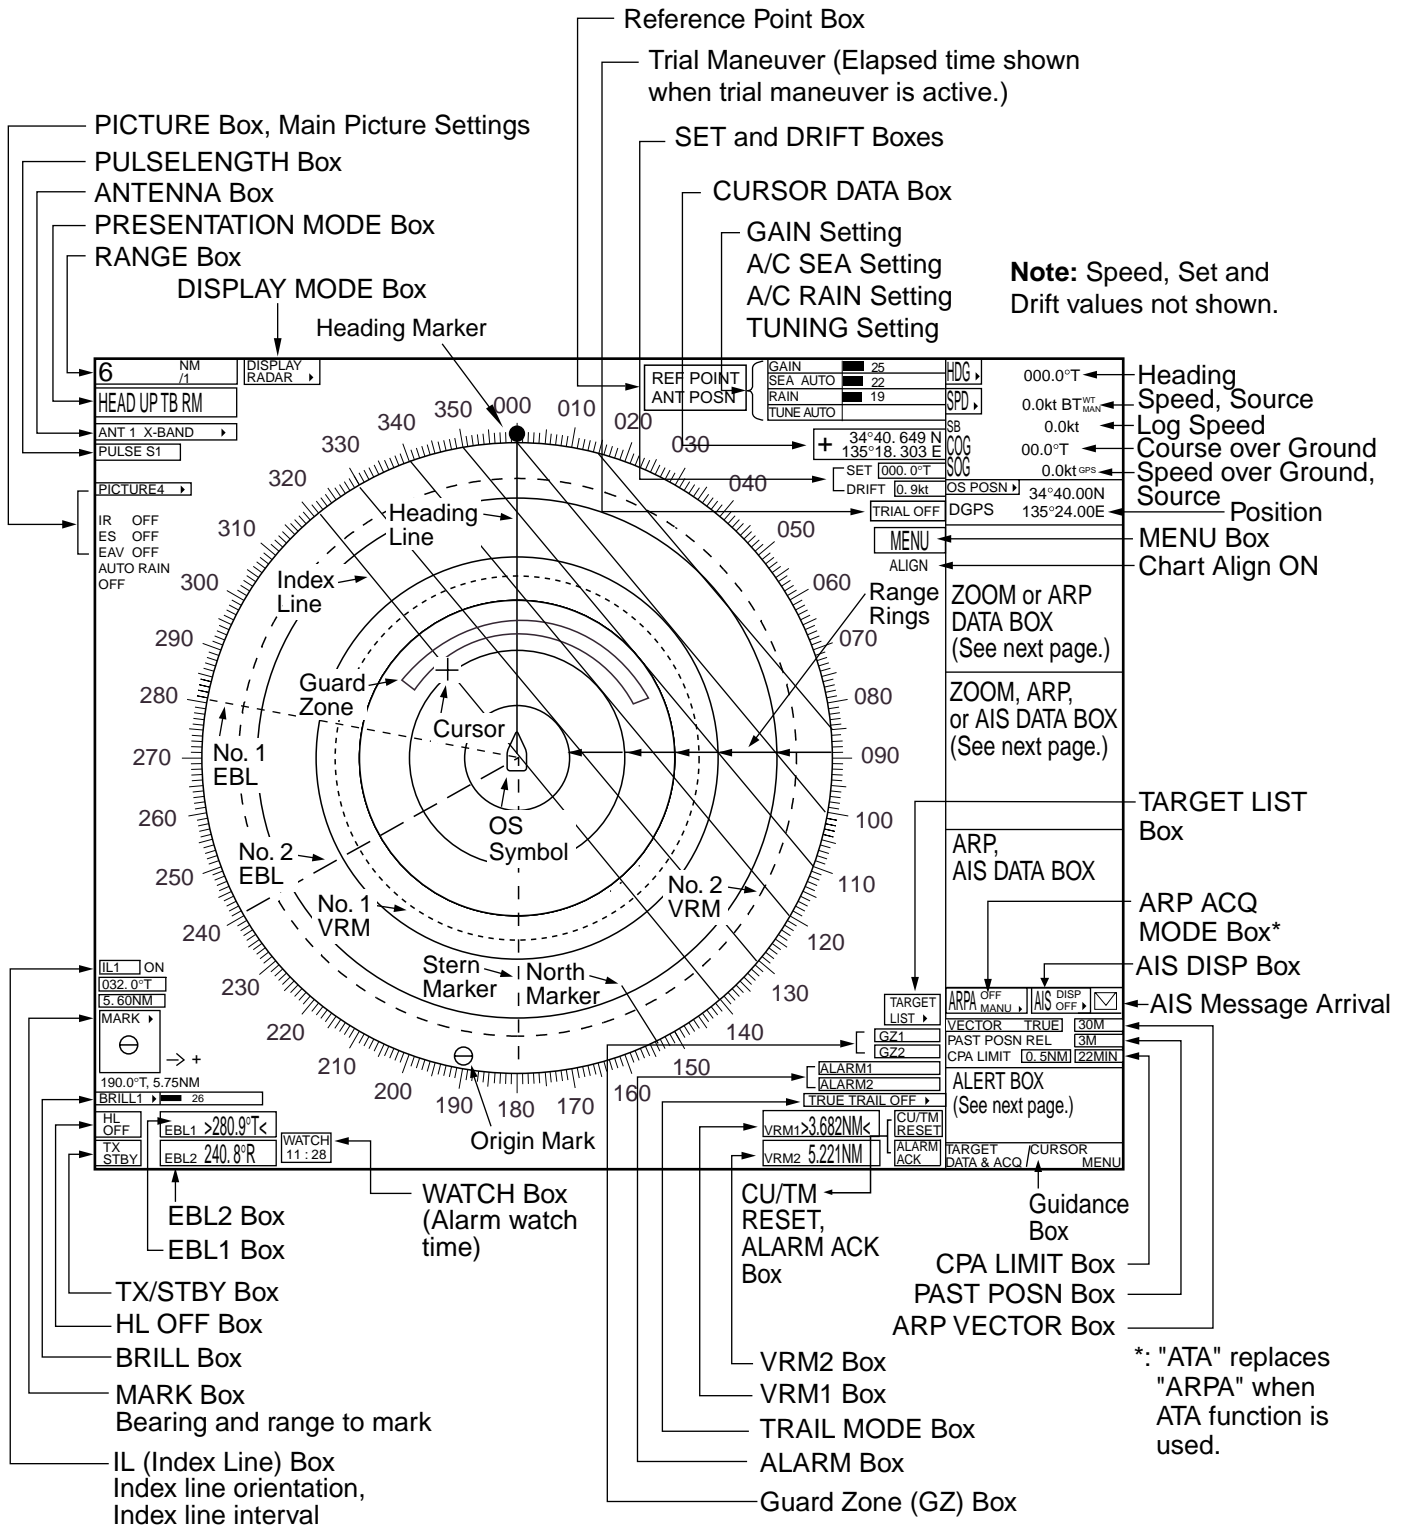 Reference Point Box
Trial Maneuver (Elapsed time shown
when trial maneuver is active.)
PICTURE Box, Main Picture Settings
SET and DRIFT Boxes
PULSELENGTH Box
ANTENNA Box
CURSOR DATA Box
PRESENTATION MODE Box
GAIN Setting
RANGE Box
A/C SEA Setting
Note: Speed, Set and
DISPLAY MODE Box
A/C RAIN Setting
Drift values not shown.
Heading Marker
TUNING Setting
6 NM
/1
DISPLAY
RADAR
HEAD UP TB RM
ANT 1 X-BAND
PULSE S1
PICTURE4
IR OFF
ES OFF
EAV OFF
AUTO RAIN
OFF
REF POINT
ANT POSN
GAIN 25
SEA AUTO 22
RAIN 19
TUNE AUTO
+ 34°40. 649 N
135°18. 303 E
SET 000. 0°T
DRIFT 0. 9kt
TRIAL OFF
MENU
ALIGN
HDG 000.0°T
SPD 0.0kt BT WT
MAN
SB 0.0kt
COG 00.0°T
SOG 0.0kt GPS
OS POSN 34°40.00N
DGPS 135°24.00E
Heading
Speed, Source
Log Speed
Course over Ground
Speed over Ground,
Source
Position
MENU Box
Chart Align ON
000
010
020
030
040
050
060
070
080
090
100
110
120
130
140
150
160
170
180
190
200
210
220
230
240
250
260
270
280
290
300
310
320
330
340
350
Heading
Line
Index
Line
Range
Rings
Guard
Zone
Cursor
No. 1
EBL
OS
Symbol
No. 2
EBL
No. 1
VRM
No. 2
VRM
Stern
Marker
North
Marker
Origin Mark
ZOOM or ARP
DATA BOX
(See next page.)
ZOOM, ARP,
or AIS DATA BOX
(See next page.)
ARP,
AIS DATA BOX
TARGET LIST
Box
ARP ACQ
MODE Box*
AIS DISP Box
AIS Message Arrival
IL1 ON
032. 0°T
5. 60NM
MARK
+
190.0°T, 5.75NM
BRILL1 26
HL
OFF
EBL1 >280.9°T<
TX
STBY
EBL2 240. 8°R
WATCH
11 : 28
TARGET
LIST
GZ1
GZ2
ALARM1
ALARM2
TRUE TRAIL OFF
VRM1 >3.682NM<
VRM2 5.221NM
CU/TM
RESET
ALARM
ACK
ARPA OFF
MANU
AIS DISP
OFF
VECTOR TRUE 30M
PAST POSN REL 3M
CPA LIMIT 0. 5NM 22MIN
ALERT BOX
(See next page.)
TARGET
DATA & ACQ /CURSOR
MENU
EBL2 Box
EBL1 Box
TX/STBY Box
HL OFF Box
BRILL Box
MARK Box
Bearing and range to mark
IL (Index Line) Box
Index line orientation,
Index line interval
WATCH Box
(Alarm watch
time)
CU/TM
RESET,
ALARM ACK
Box
Guidance
Box
CPA LIMIT Box
PAST POSN Box
ARP VECTOR Box
VRM2 Box
VRM1 Box
TRAIL MODE Box
ALARM Box
Guard Zone (GZ) Box
*: "ATA" replaces
"ARPA" when
ATA function is
used.